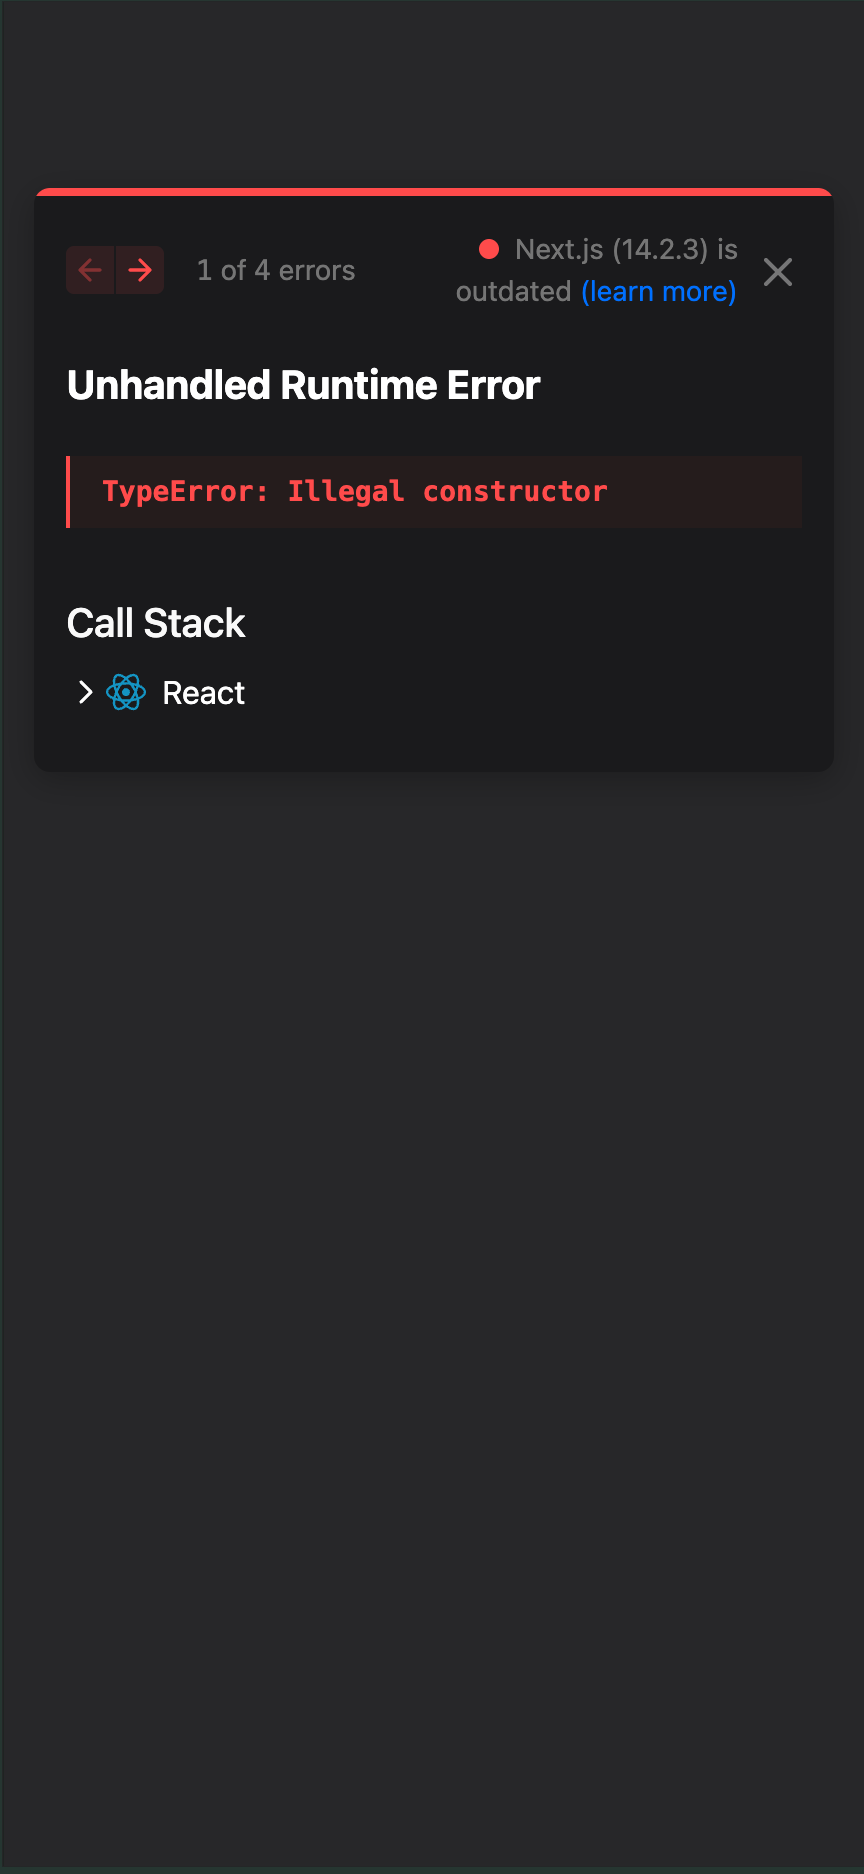 1 of 4 errors
Next.js (14.2.3) is
outdated (learn more)
Unhandled Runtime Error
TypeError: Illegal constructor
Call Stack
React